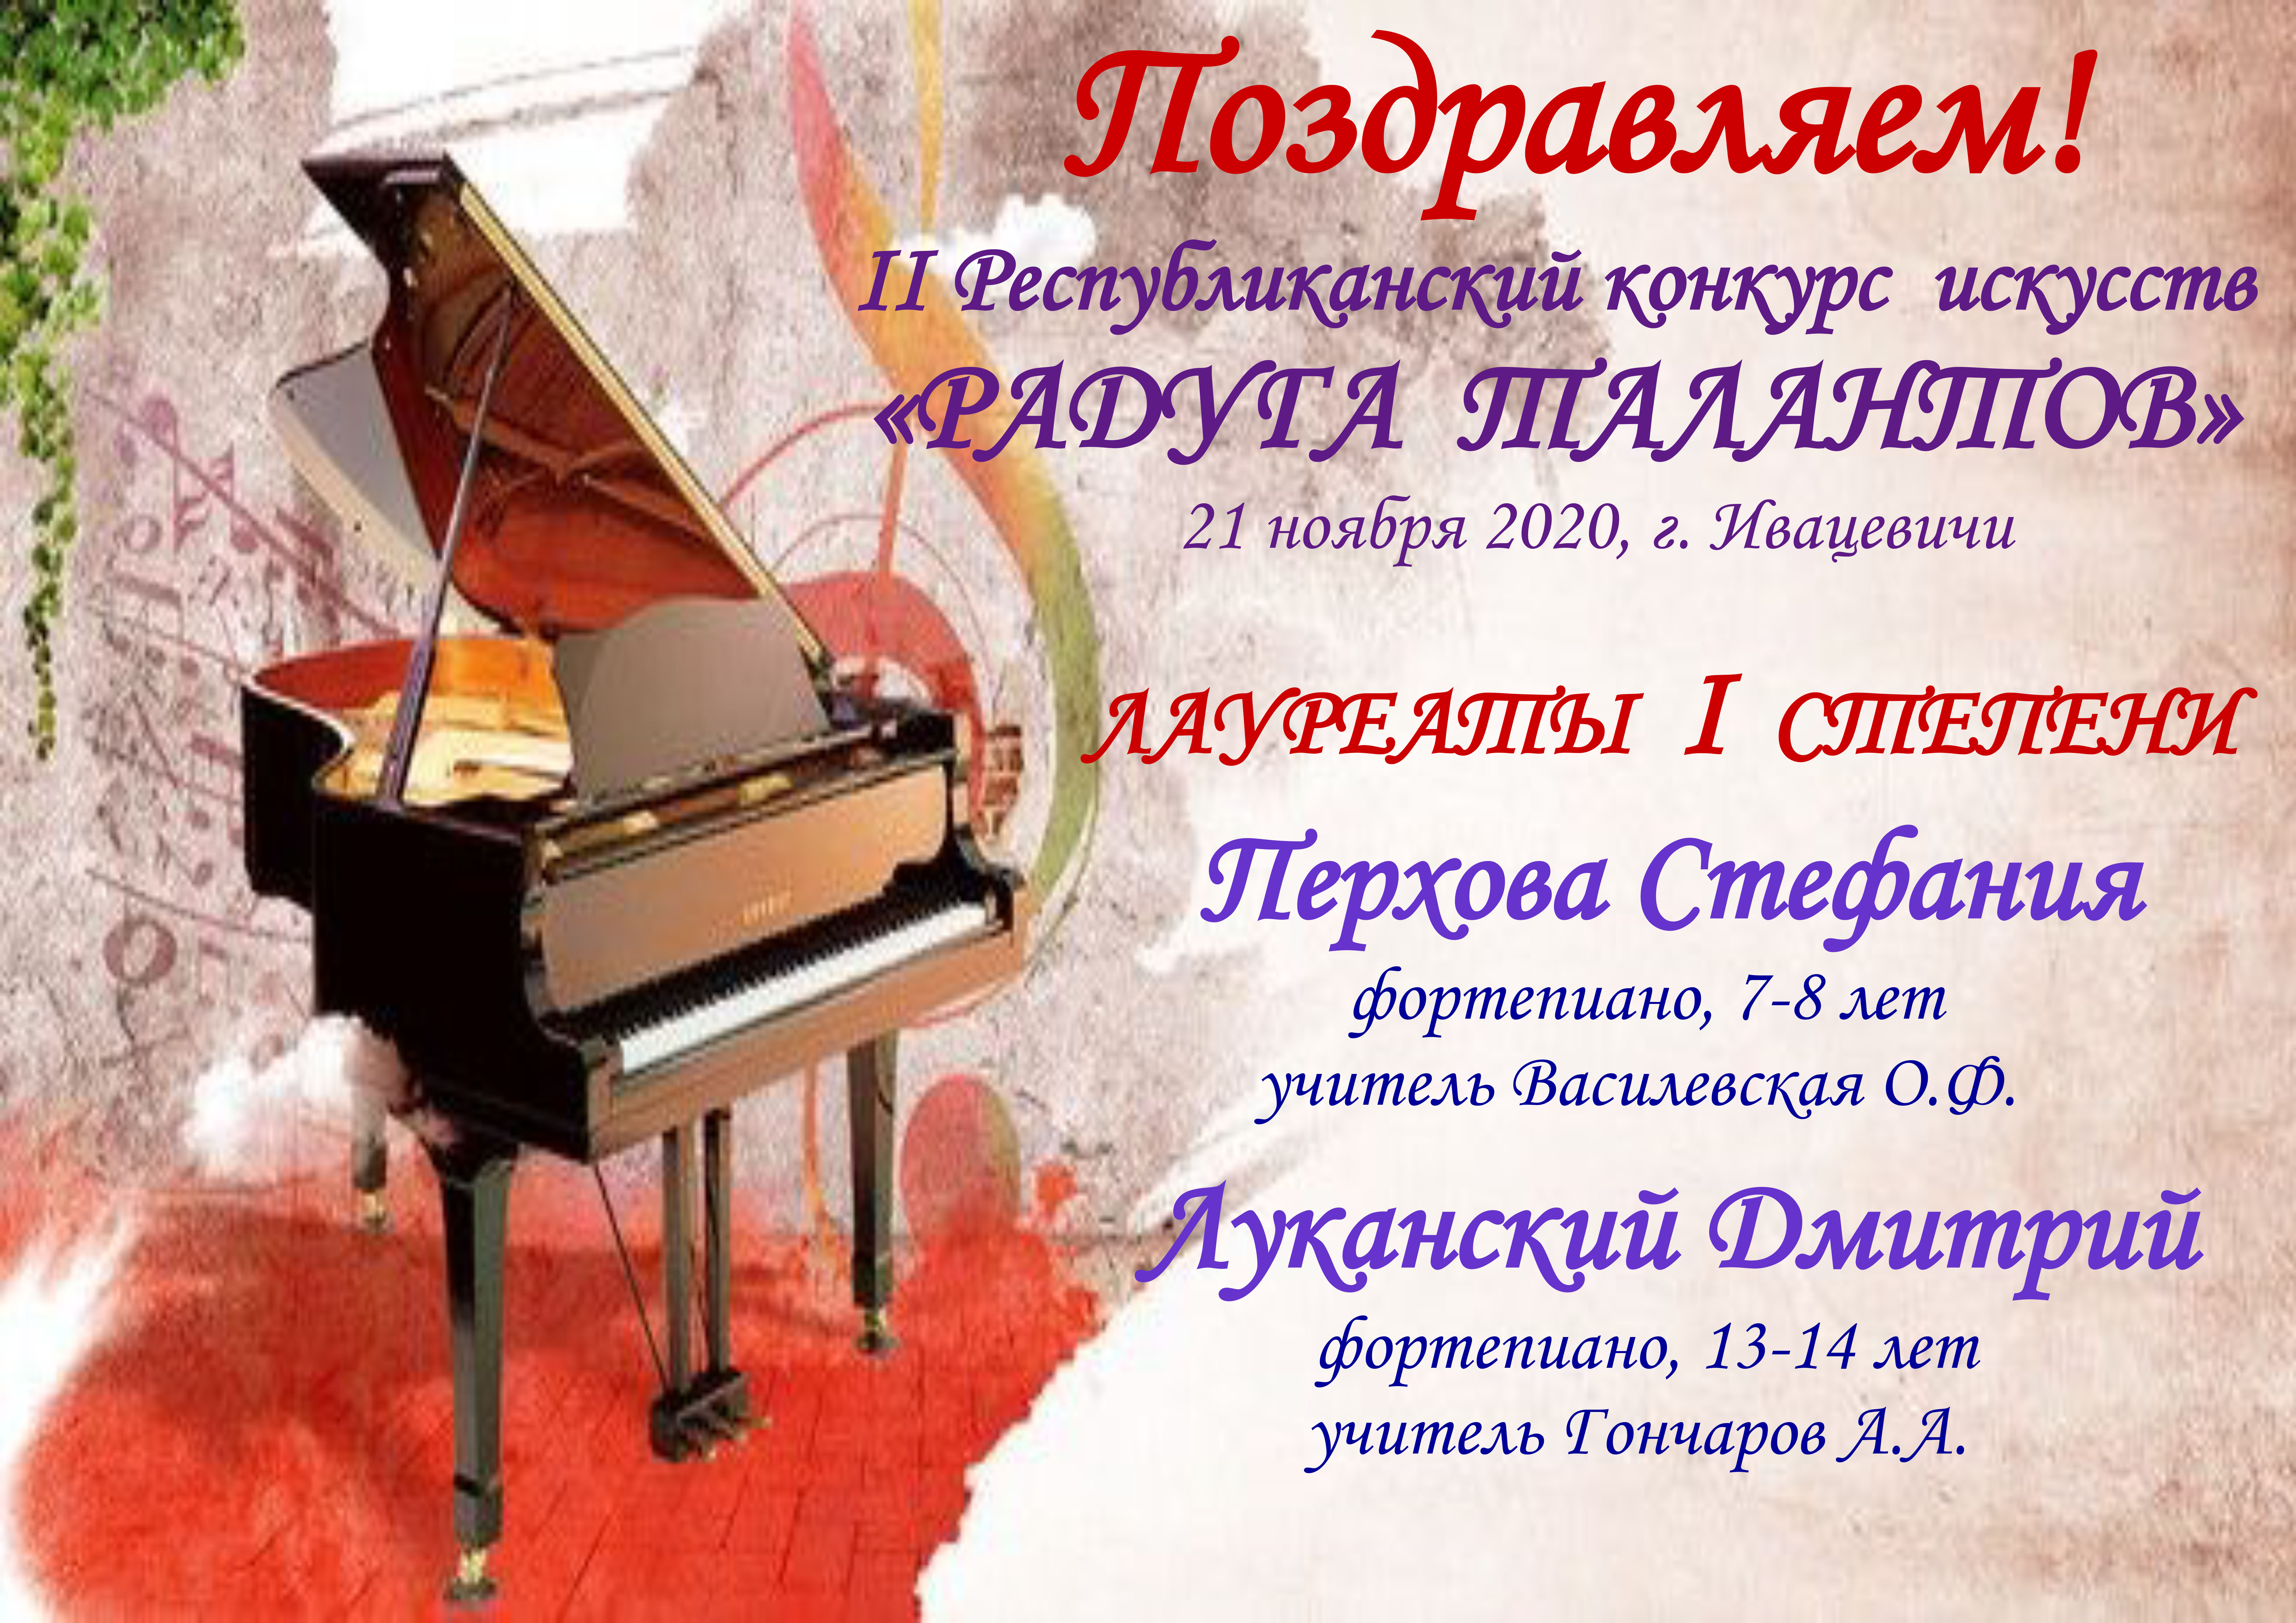 Поздравляем!
II Республиканский конкурс искусств
«РАДУГА ТАЛАНТОВ»
21 ноября 2020, г. Ивацевичи
ЛАУРЕАТЫ I СТЕПЕНИ
Перхова Стефания
фортепиано, 7-8 лет
учитель Василевская О.Ф.
Луканский Дмитрий
фортепиано, 13-14 лет
учитель Гончаров А.А.